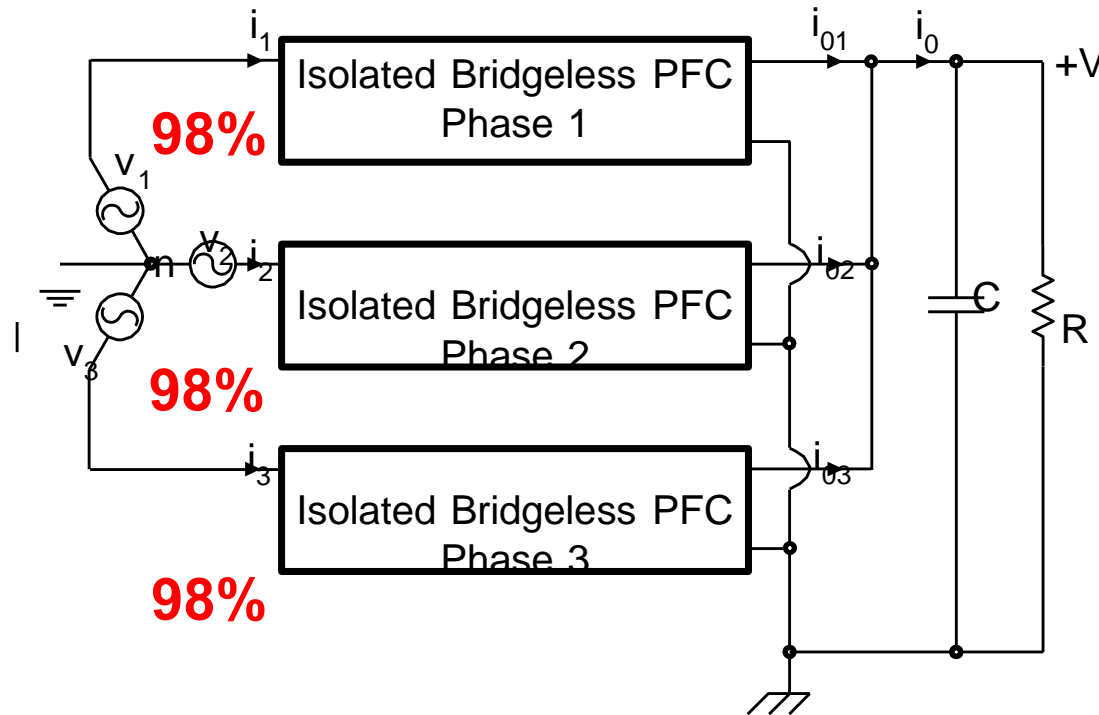 i1
i01
i0
+V
Isolated Bridgeless PFC
Phase 1
98%
v1
n
v2
i2
i02
Isolated Bridgeless PFC
Phase 2
98%
C
R
v3
i3
i03
Isolated Bridgeless PFC
Phase 3
98%